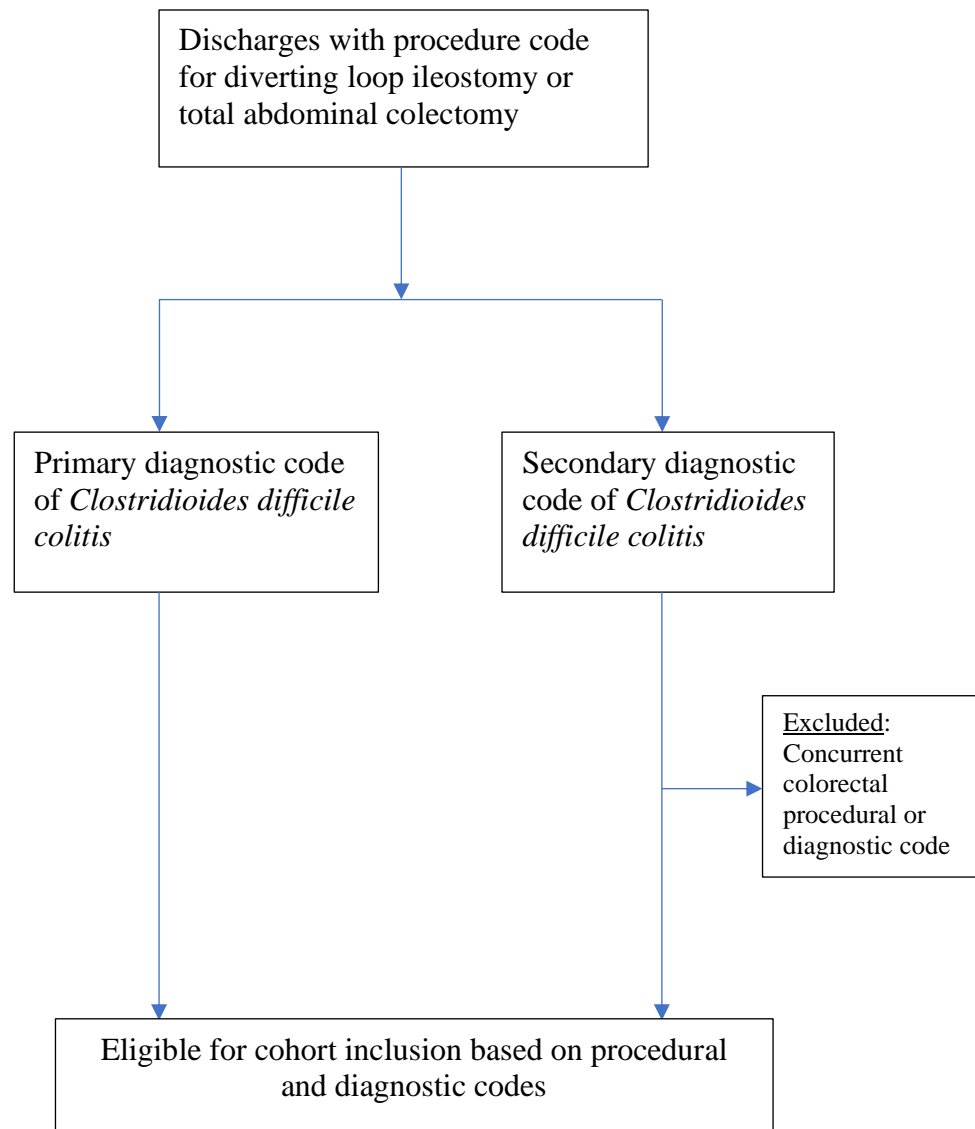 Discharges with procedure code
for diverting loop ileostomy or
total abdominal colectomy
Primary diagnostic code
of Clostridioides difficile
colitis
Secondary diagnostic
code of Clostridioides
difficile colitis
Excluded:
Concurrent
colorectal
procedural or
diagnostic code
Eligible for cohort inclusion based on procedural
and diagnostic codes